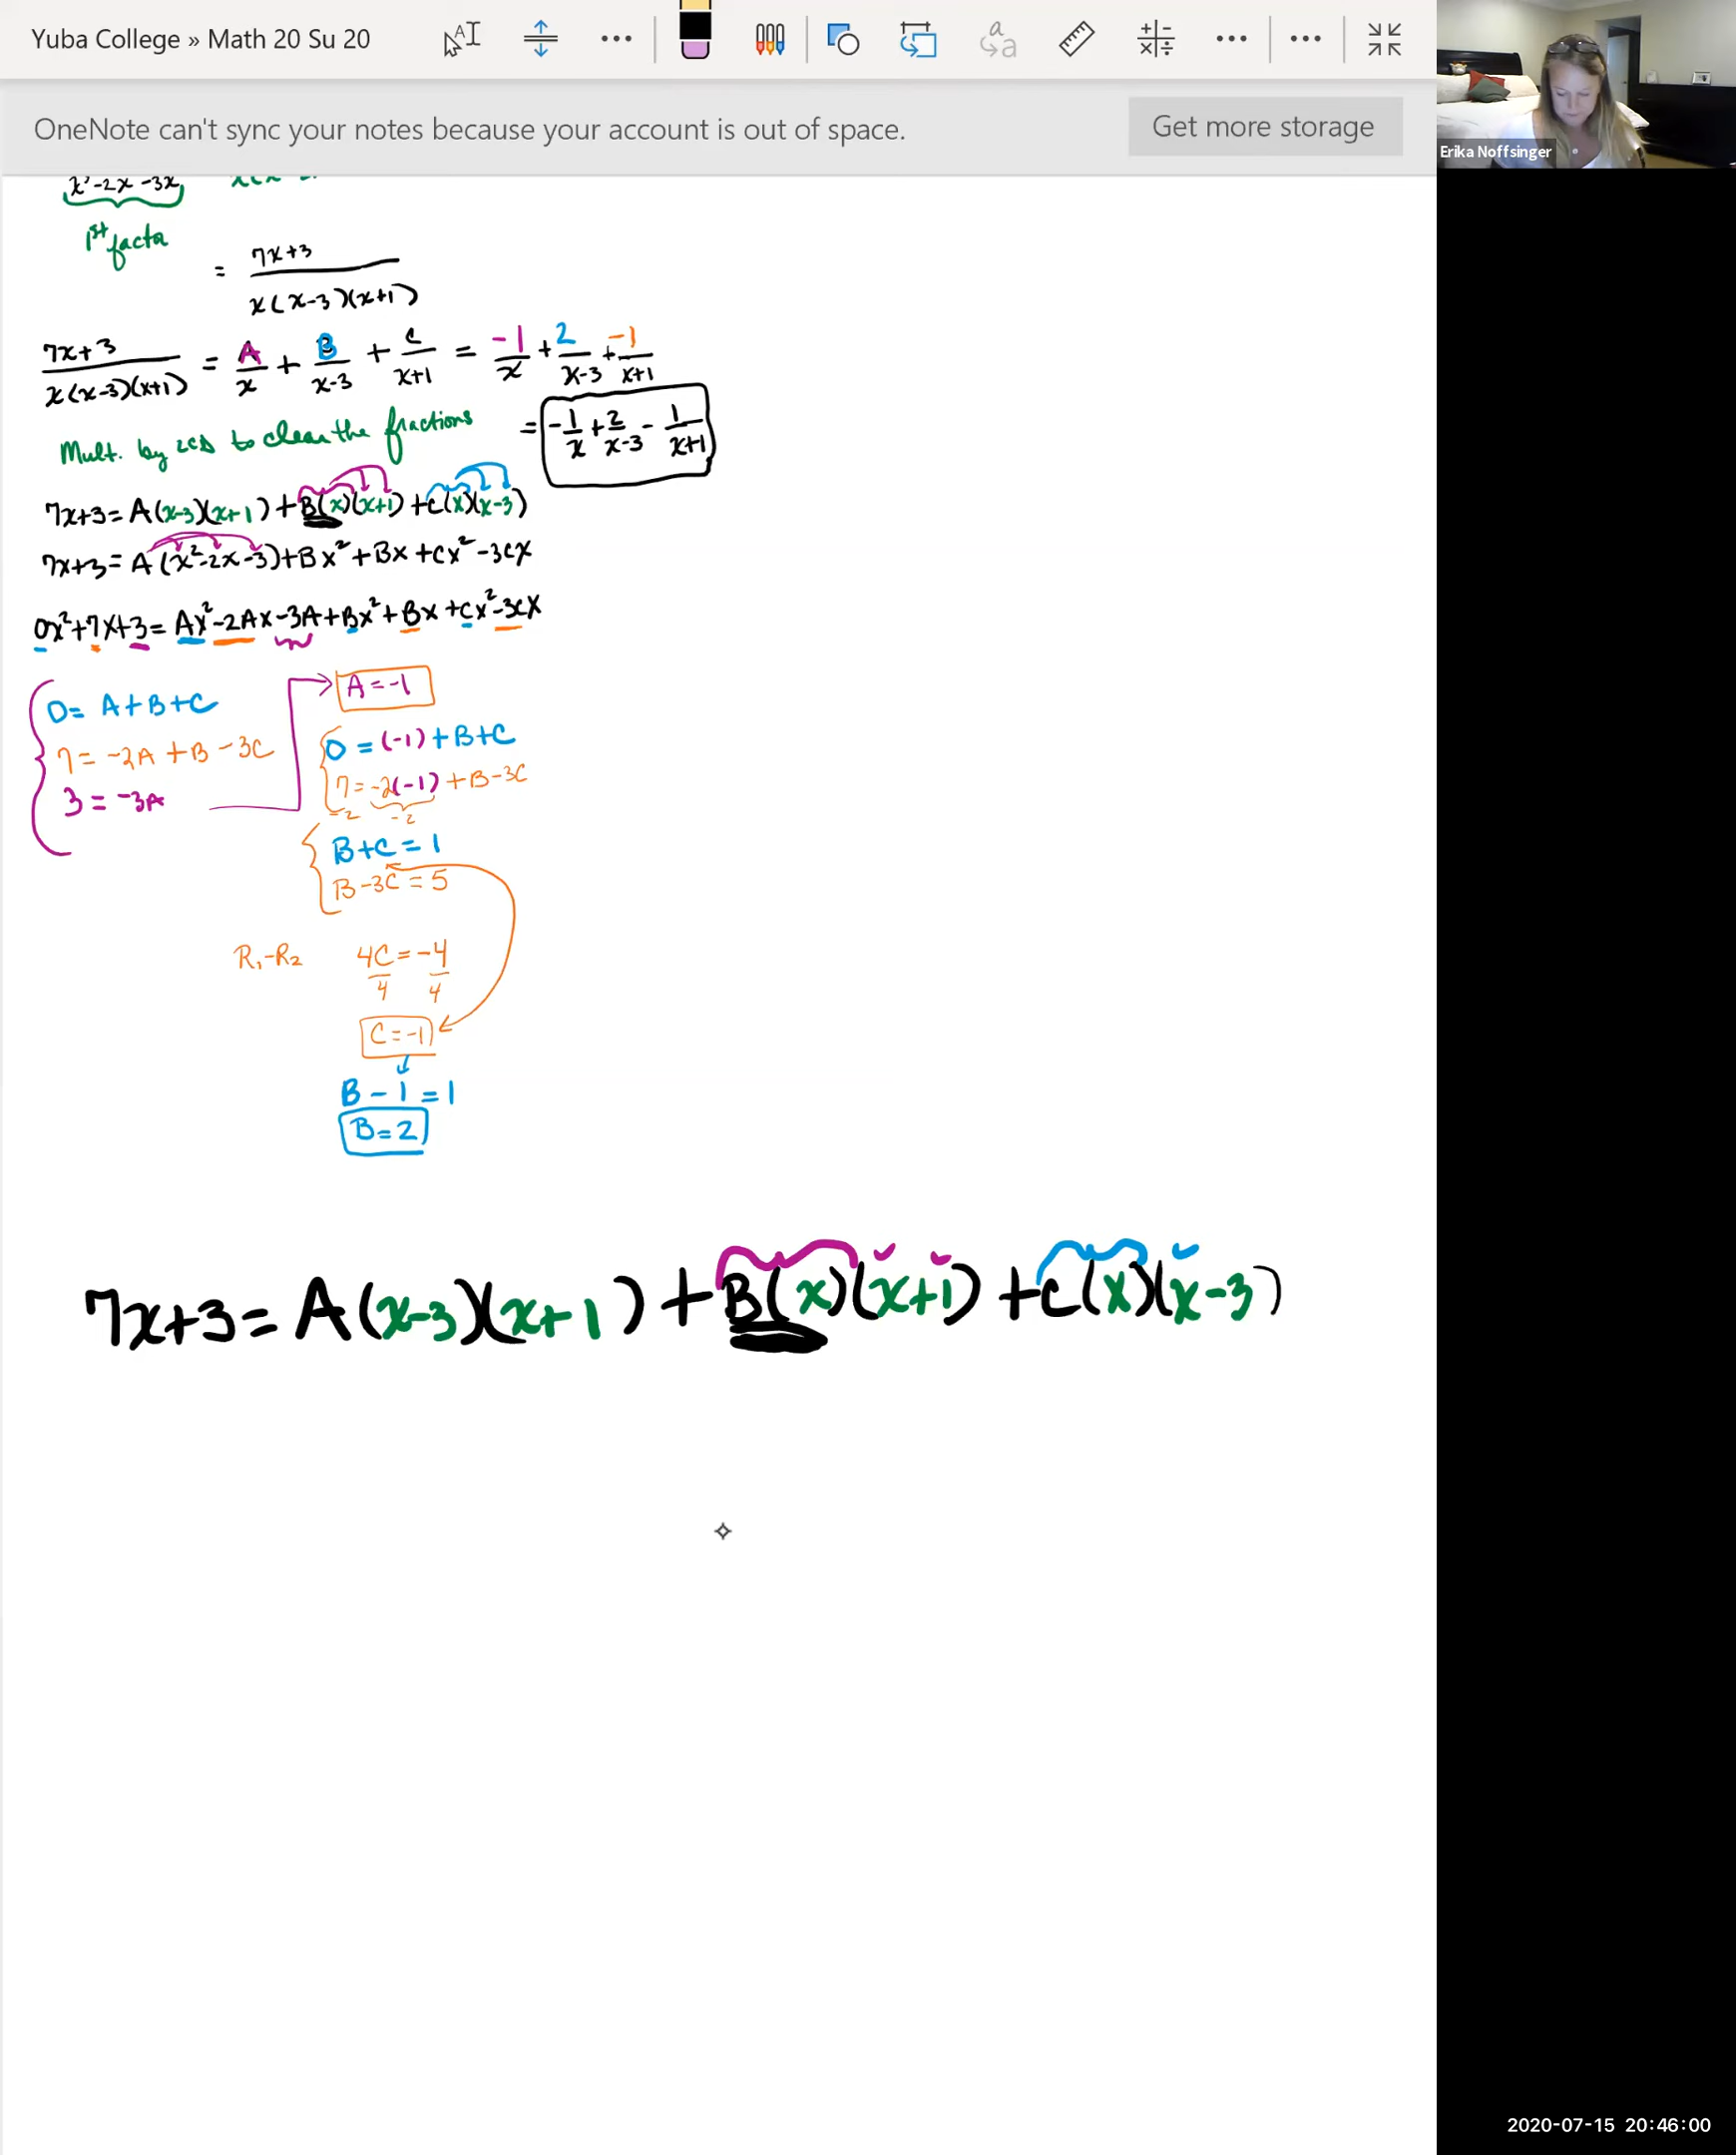 Yuba College » Math 20 Su 20
OneNote can't sync your notes because your account is out of space.
Get more storage
Erika Noffsinger
1st factor
= 7x+3 / x(x-3)(x+1)
7x+3 / x(x-3)(x+1) = A/x + B/x-3 + C/x+1 = -1/x + 2/x-3 + -1/x+1
Mult. by LCD to clear the fractions
= -1/x + 2/x-3 - 1/x+1
7x+3 = A(x-3)(x+1) + B(x)(x+1) + C(x)(x-3)
7x+3 = A(x²-2x-3) + Bx² + Bx + Cx² - 3Cx
0x²+7x+3 = Ax²-2Ax-3A+Bx²+Bx+Cx²-3Cx
0 = A+B+C
7 = -2A+B-3C
3 = -3A
A = -1
0 = (-1)+B+C
7 = -2(-1)+B-3C
-2 -2
B+C = 1
B-3C = 5
R₁-R₂ 4C = -4
4 4
C = -1
B - 1 = 1
B = 2
7x+3 = A(x-3)(x+1) + B(x)(x+1) + C(x)(x-3)
2020-07-15 20:46:00